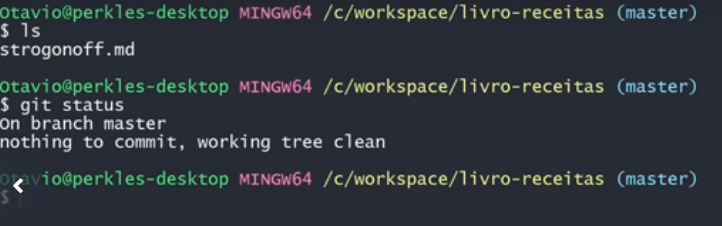 Otavio@perkles-desktop MINGW64 /c/workspace/livro-receitas (master)
$ ls
strogonoff.md
Otavio@perkles-desktop MINGW64 /c/workspace/livro-receitas (master)
$ git status
On branch master
nothing to commit, working tree clean
Otavio@perkles-desktop MINGW64 /c/workspace/livro-receitas (master)
$